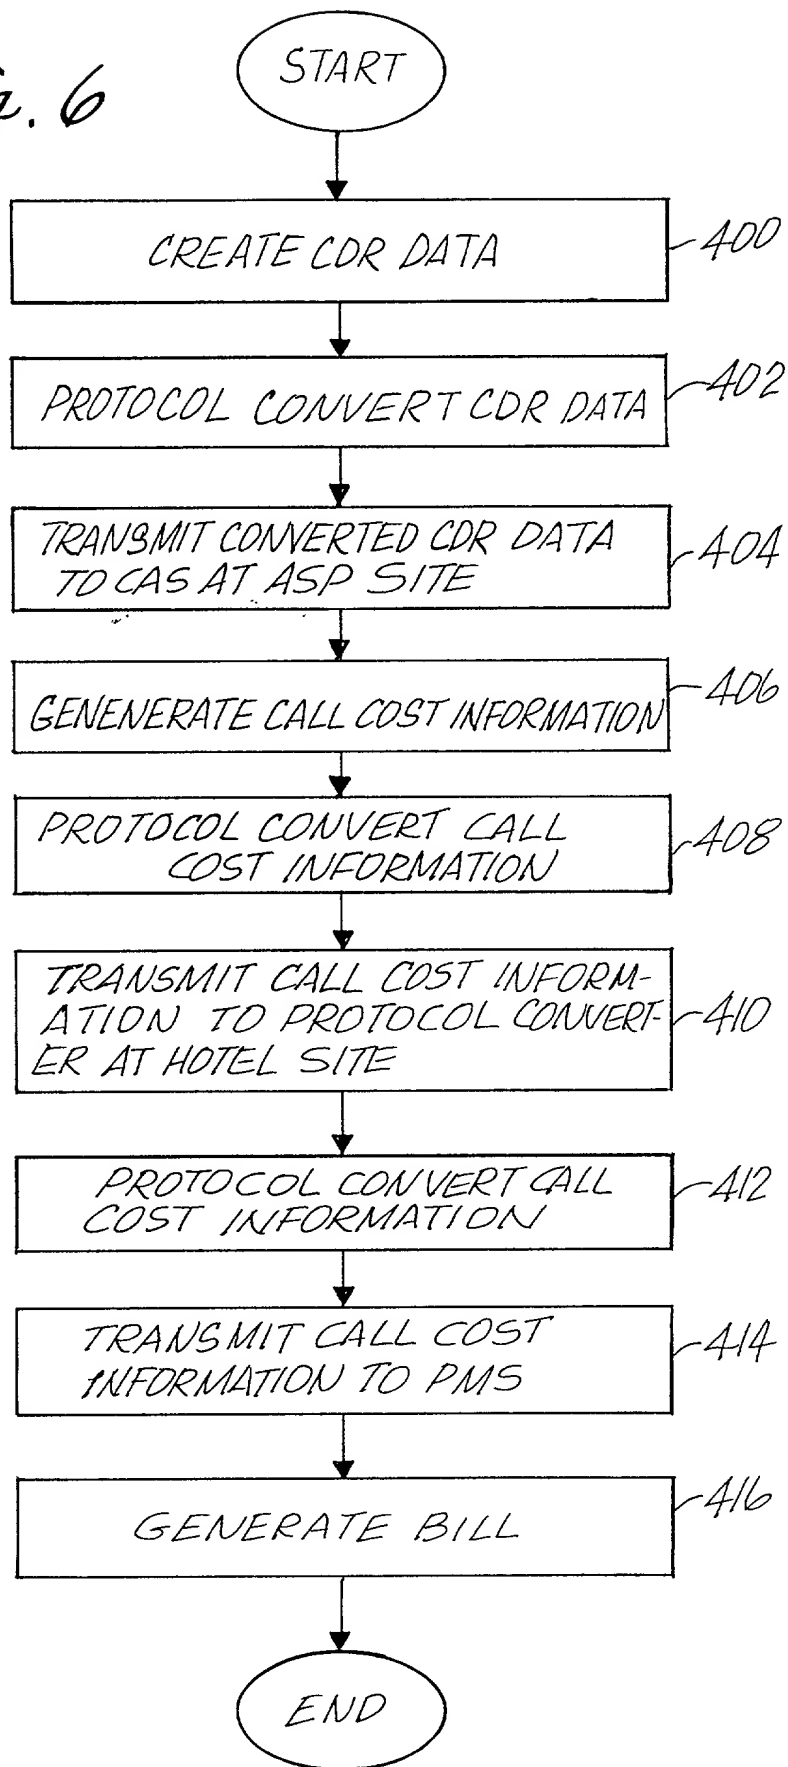 . 6
START
CREATE CDR DATA
400
PROTOCOL CONVERT CDR DATA
402
TRANSMIT CONVERTED CDR DATA
TO CAS AT ASP SITE
404
GENENERATE CALL COST INFORMATION
406
PROTOCOL CONVERT CALL
COST INFORMATION
408
TRANSMIT CALL COST INFORM-
ATION TO PROTOCOL CONVERT-
ER AT HOTEL SITE
410
PROTOCOL CONVERT CALL
COST INFORMATION
412
TRANSMIT CALL COST
INFORMATION TO PMS
414
GENERATE BILL
416
END